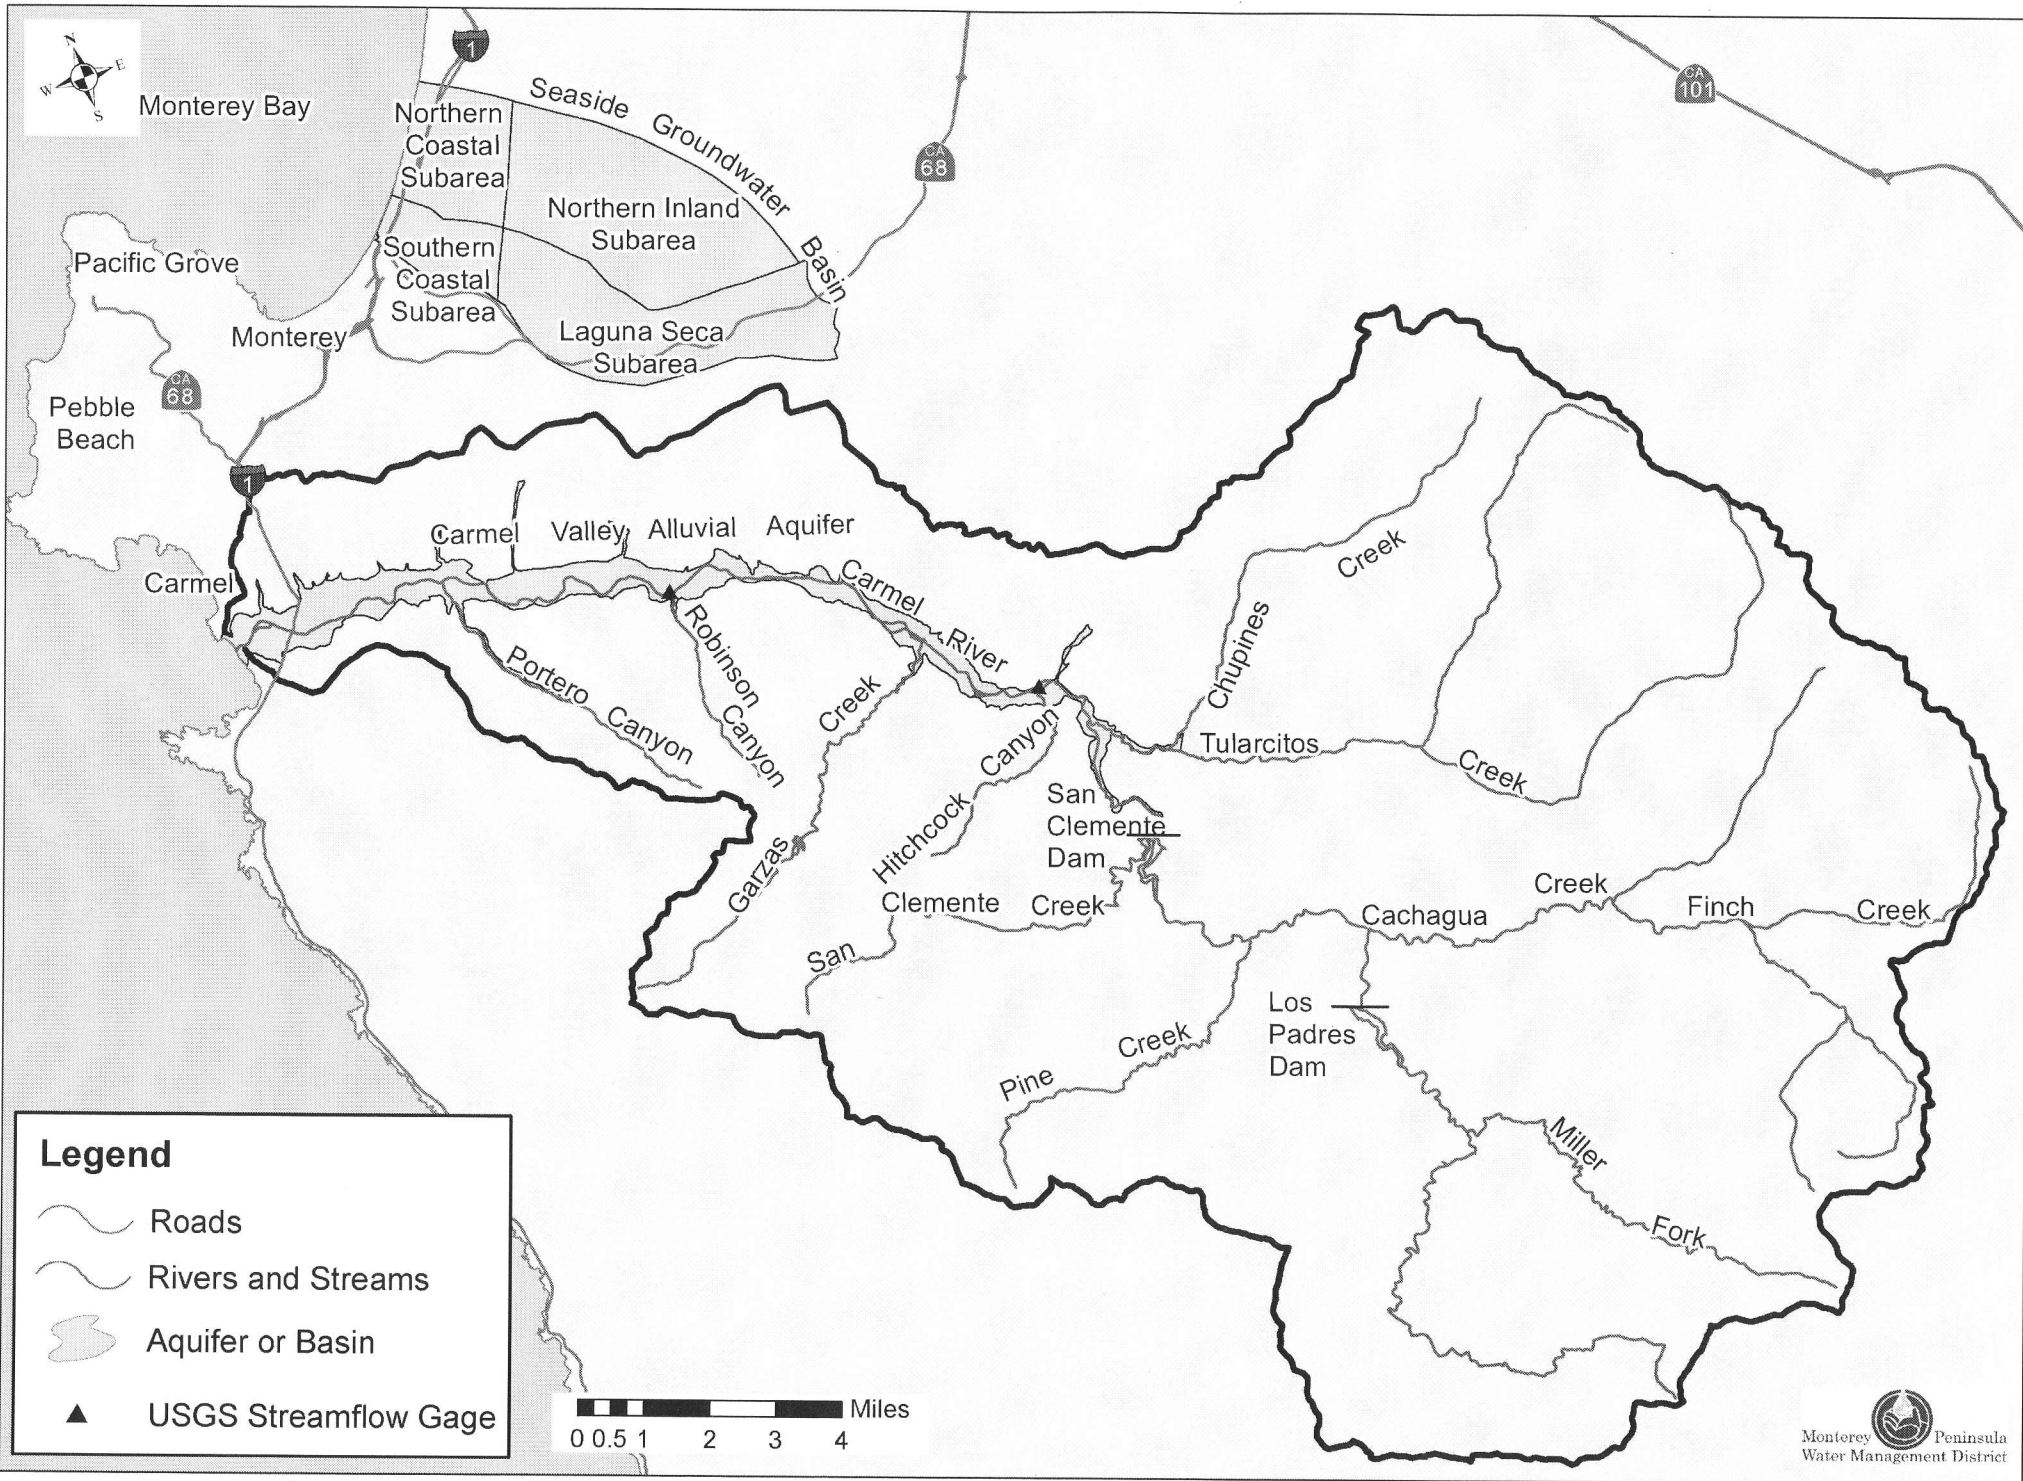 N
E
W
S
Monterey Bay
1
Seaside Groundwater Basin
Northern
Coastal
Subarea
Northern Inland
Subarea
Southern
Coastal
Subarea
Laguna Seca
Subarea
CA
68
CA
101
Pacific Grove
Monterey
CA
68
Pebble
Beach
1
Carmel
Carmel Valley Alluvial Aquifer
Carmel River
Portero Canyon
Robinson Canyon
Garzas Creek
Hitchcock Canyon
Chupines Creek
Tularcitos Creek
San
Clemente
Dam
San Clemente Creek
Cachagua Creek
Finch Creek
Pine Creek
Los
Padres
Dam
Miller Fork
Legend
Roads
Rivers and Streams
Aquifer or Basin
USGS Streamflow Gage
Miles
0 0.5 1 2 3 4
Monterey Peninsula
Water Management District